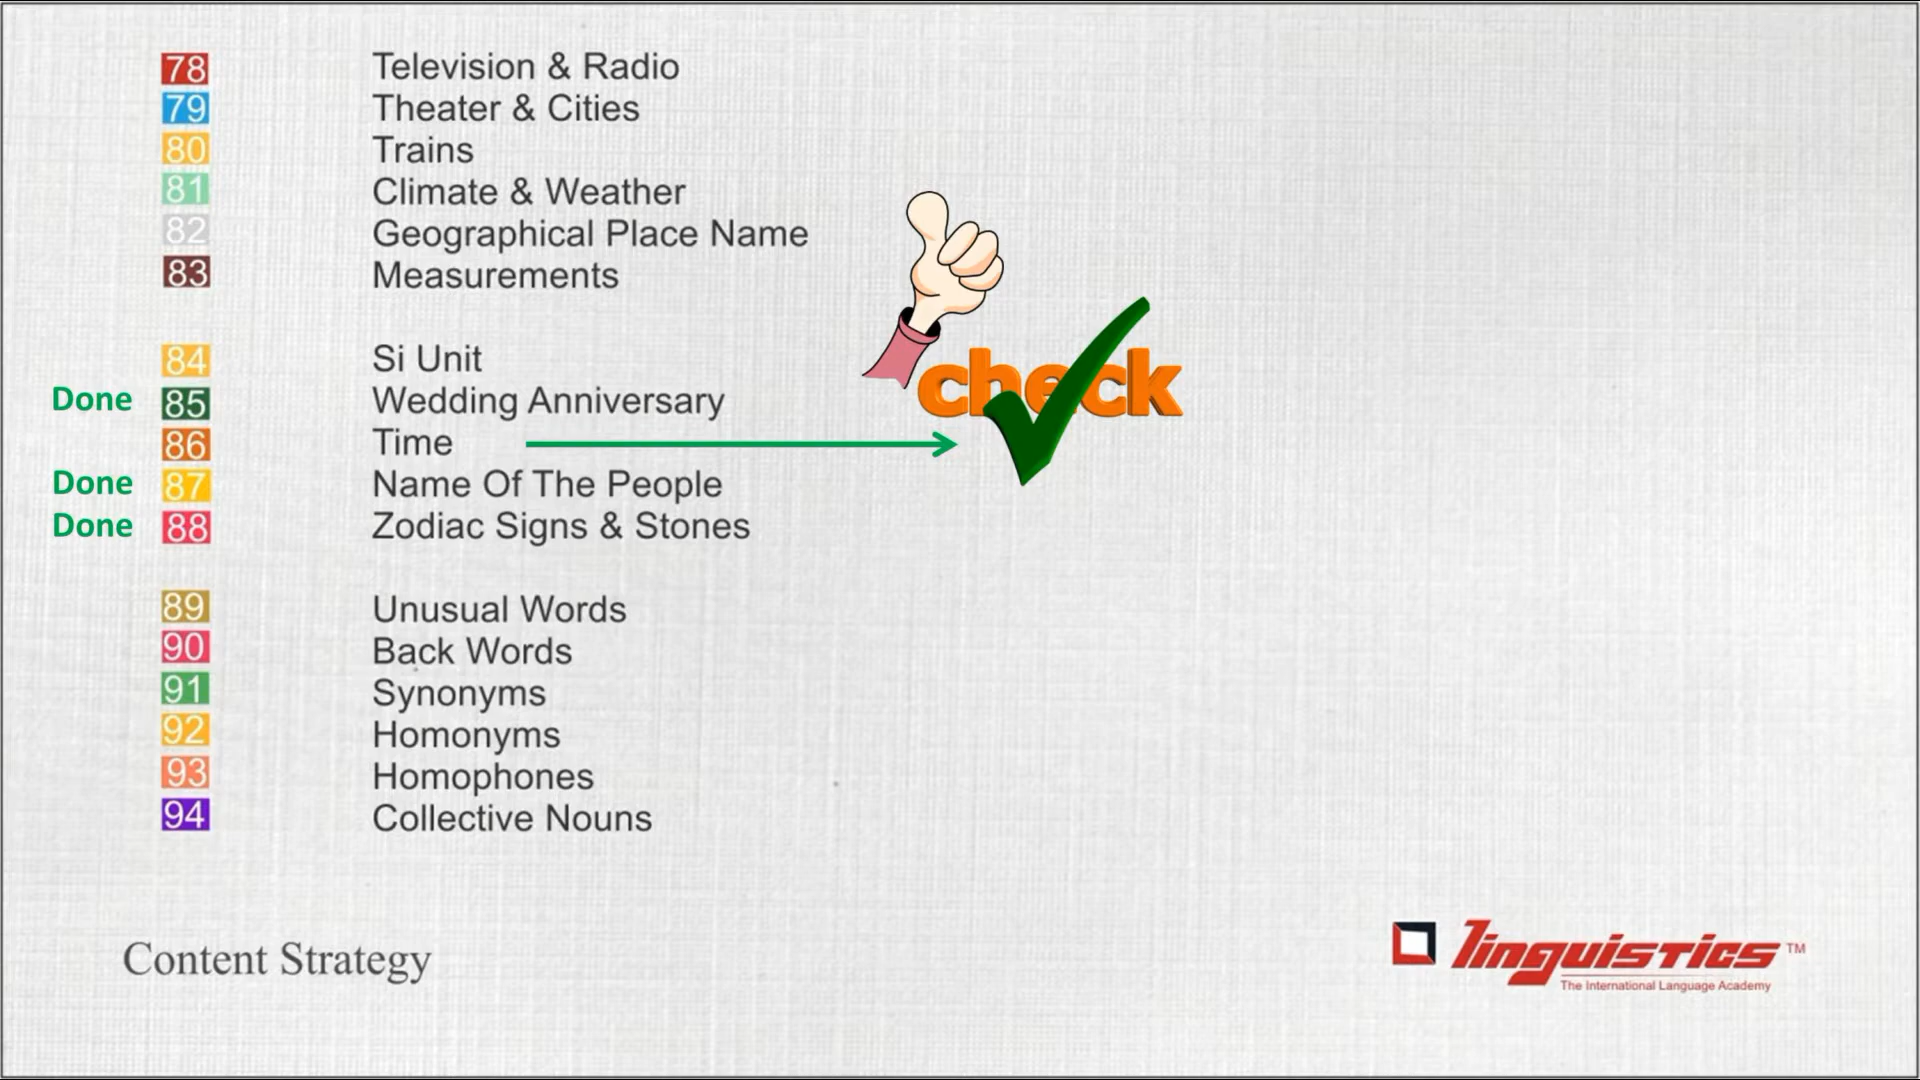 78 Television & Radio
79 Theater & Cities
80 Trains
81 Climate & Weather
82 Geographical Place Name
83 Measurements
84 Si Unit
Done 85 Wedding Anniversary
check
86 Time
Done 87 Name Of The People
Done 88 Zodiac Signs & Stones
89 Unusual Words
90 Back Words
91 Synonyms
92 Homonyms
93 Homophones
94 Collective Nouns
Content Strategy
linguistics TM
The International Language Academy